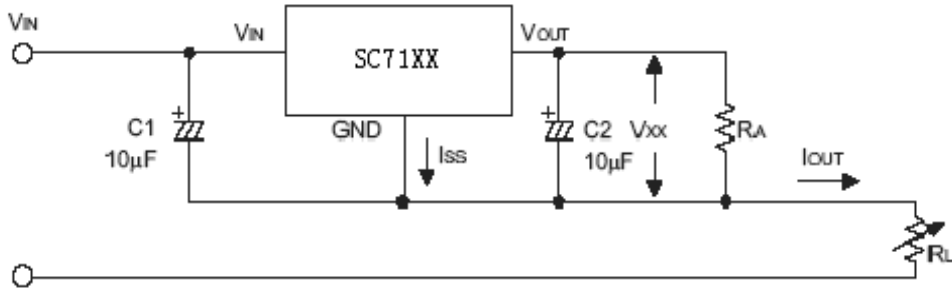 VIN
VIN
SC71XX
VOUT
C1
10μF
GND
ISS
C2
10μF
VXX
RA
IOUT
RL